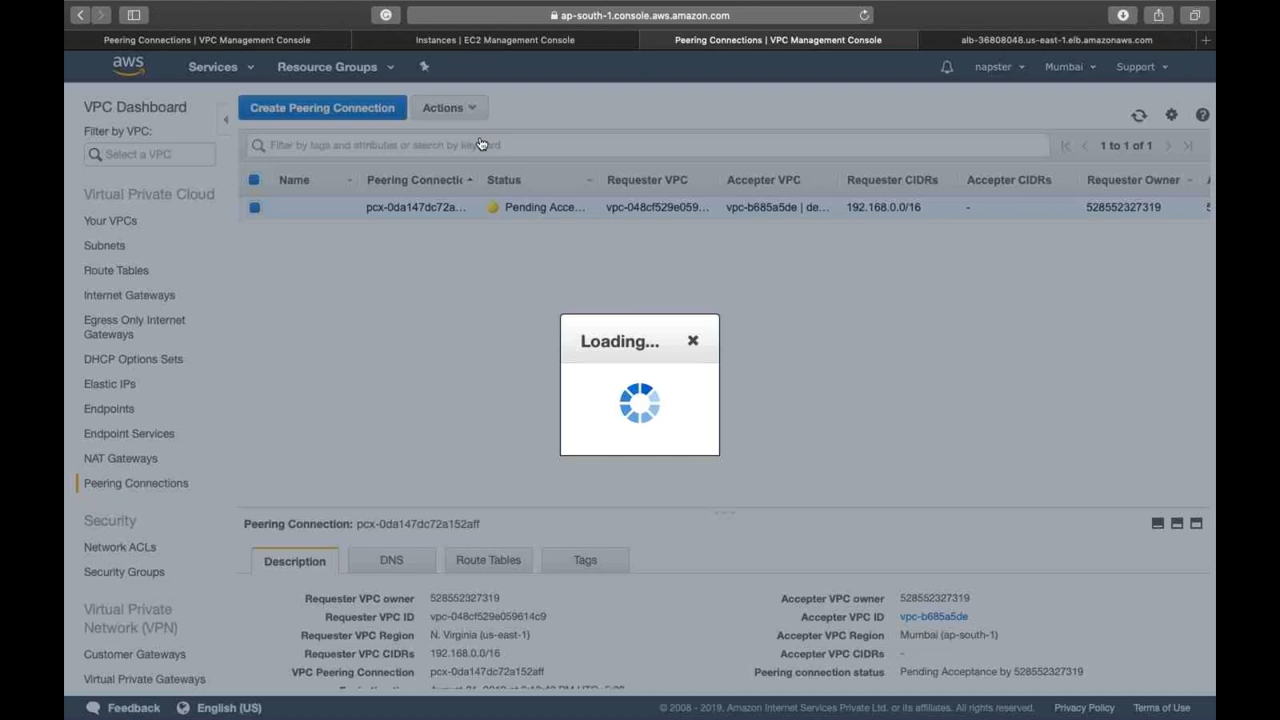 ap-south-1.console.aws.amazon.com
Peering Connections | VPC Management Console
Instances | EC2 Management Console
Peering Connections | VPC Management Console
alb-36808048.us-east-1.elb.amazonaws.com
aws
Services
Resource Groups
napster
Mumbai
Support
VPC Dashboard
Filter by VPC:
Select a VPC
Virtual Private Cloud
Your VPCs
Subnets
Route Tables
Internet Gateways
Egress Only Internet
Gateways
DHCP Options Sets
Elastic IPs
Endpoints
Endpoint Services
NAT Gateways
Peering Connections
Security
Network ACLs
Security Groups
Virtual Private
Network (VPN)
Customer Gateways
Virtual Private Gateways
Create Peering Connection
Actions
Filter by tags and attributes or search by keyword
1 to 1 of 1
Name Peering Connectic Status Requester VPC Accepter VPC Requester CIDRs Accepter CIDRs Requester Owner
pcx-0da147dc72a... Pending Acce... vpc-048cf529e059... vpc-b685a5de | de... 192.168.0.0/16 - 528552327319
Loading...
Peering Connection: pcx-0da147dc72a152aff
Description DNS Route Tables Tags
Requester VPC owner 528552327319
Requester VPC ID vpc-048cf529e059614c9
Requester VPC Region N. Virginia (us-east-1)
Requester VPC CIDRs 192.168.0.0/16
VPC Peering Connection pcx-0da147dc72a152aff
Accepter VPC owner 528552327319
Accepter VPC ID vpc-b685a5de
Accepter VPC Region Mumbai (ap-south-1)
Accepter VPC CIDRs -
Peering connection status Pending Acceptance by 528552327319
Feedback
English (US)
© 2008 - 2019, Amazon Internet Services Private Ltd. or its affiliates. All rights reserved.
Privacy Policy
Terms of Use